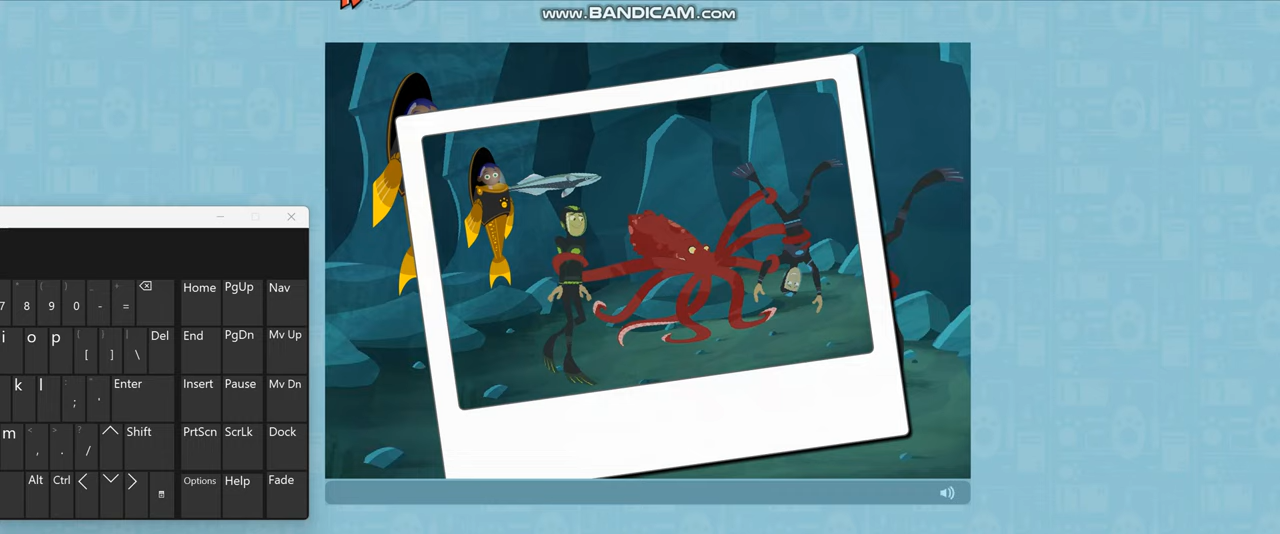 www.BANDICAM.com
* ( ) _ + ⌫ Home PgUp Nav
7 8 9 0 - =
i o p { } | Del End PgDn Mv Up
[ ] \
k l : " Enter Insert Pause Mv Dn
; '
m < > ? Shift PrtScn ScrLk Dock
, . /
Alt Ctrl Options Help Fade